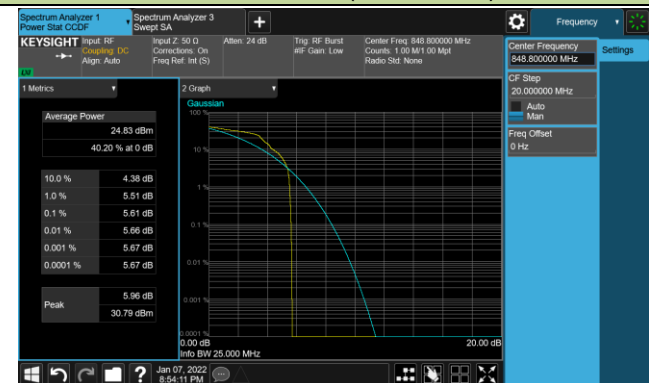 Spectrum Analyzer 1
Power Stat CCDF
Spectrum Analyzer 3
Swept SA
+
Frequency
KEYSIGHT
Input: RF
Coupling: DC
Align: Auto
Input Z: 50 Ω
Corrections: On
Freq Ref: Int (S)
Atten: 24 dB
Trig: RF Burst
#IF Gain: Low
Center Freq: 848.800000 MHz
Counts: 1.00 M/1.00 Mpt
Radio Std: None
Center Frequency
848.800000 MHz
Settings
CF Step
20.000000 MHz
Auto
Man
Freq Offset
0 Hz
1 Metrics
2 Graph
Gaussian
Average Power
24.83 dBm
40.20 % at 0 dB
10.0 % 4.38 dB
1.0 % 5.51 dB
0.1 % 5.61 dB
0.01 % 5.66 dB
0.001 % 5.67 dB
0.0001 % 5.67 dB
Peak
5.96 dB
30.79 dBm
100 %
10 %
1 %
0.1 %
0.01 %
0.001 %
0.0001 %
0.00 dB 20.00 dB
Info BW 25.000 MHz
?
Jan 07, 2022
8:54:11 PM